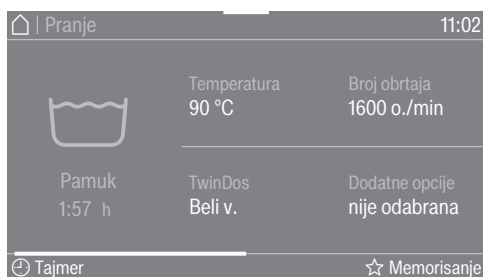 | Pranje 11:02
Temperatura Broj obrtaja
90 °C 1600 o./min
Pamuk TwinDos Dodatne opcije
1:57 h Beli v. nije odabrana
Tajmer Memorisanje